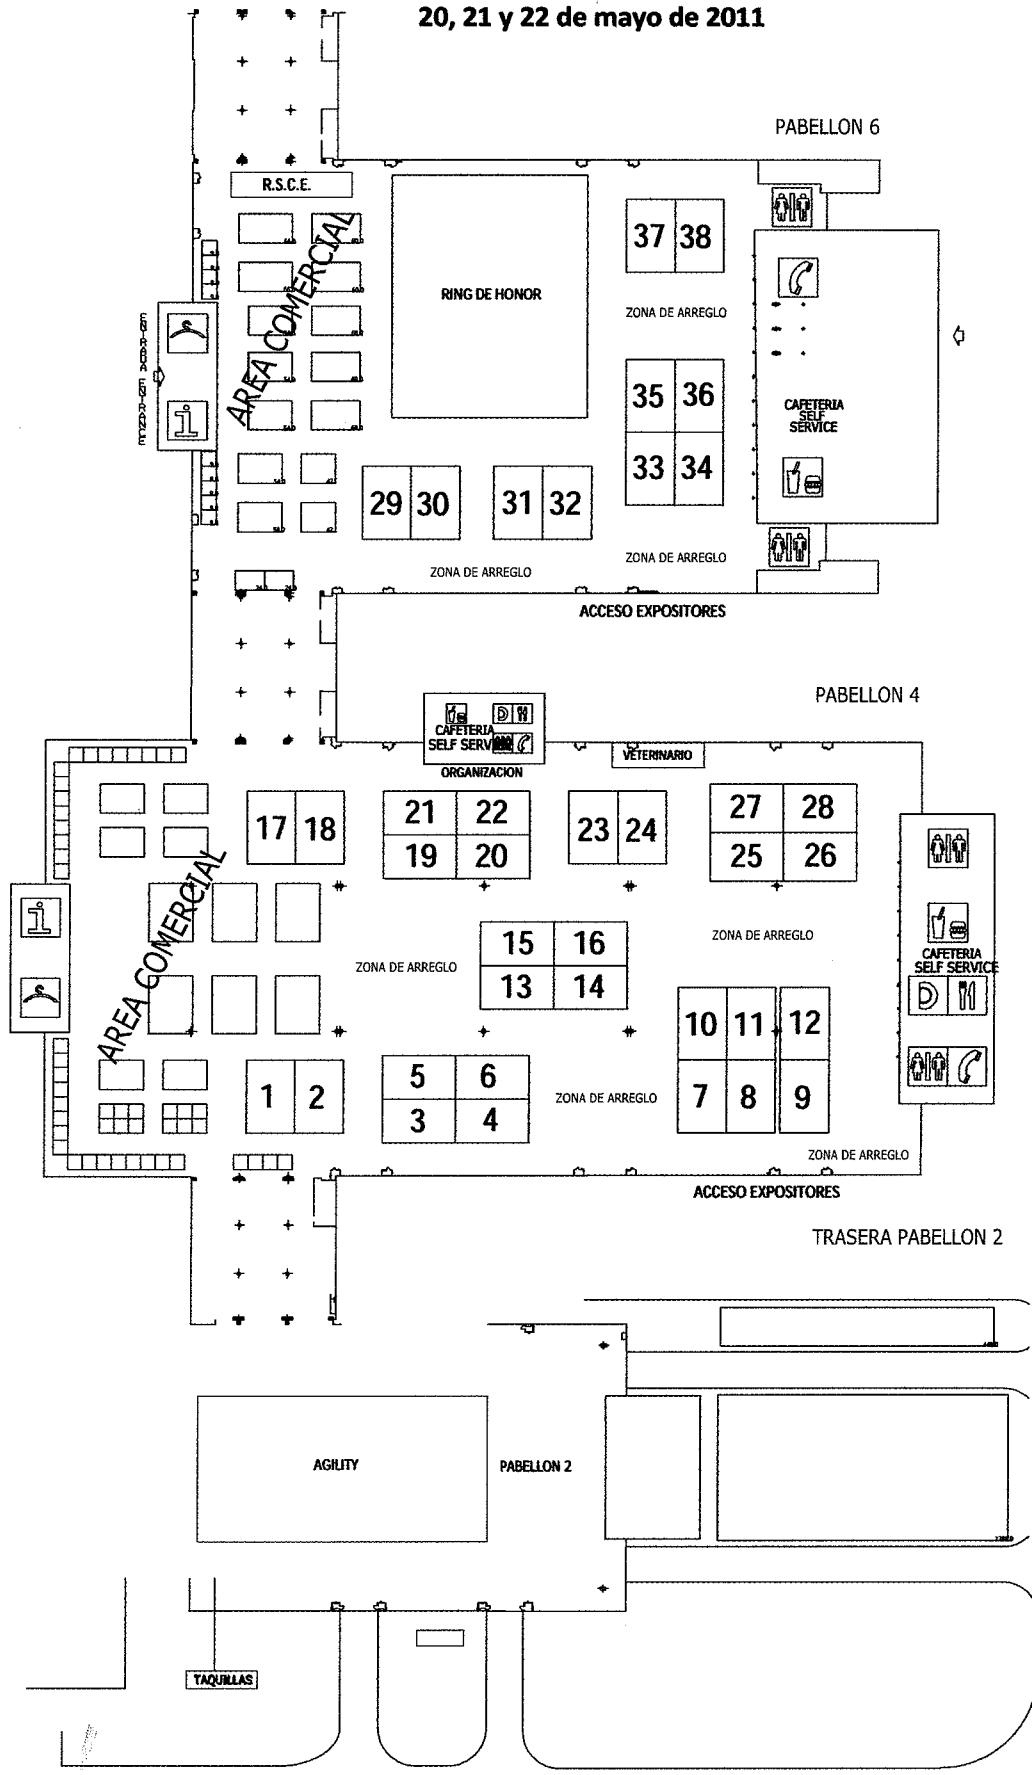 20, 21 y 22 de mayo de 2011
PABELLON 6
R.S.C.E.
AREA COMERCIAL
37 38
RING DE HONOR
ZONA DE ARREGLO
ENTRADA ENTRANCE
35 36
CAFETERIA
SELF
SERVICE
33 34
29 30 31 32
ZONA DE ARREGLO
ZONA DE ARREGLO
ACCESO EXPOSITORES
PABELLON 4
CAFETERIA
SELF SERV
ORGANIZACION
VETERINARIO
17 18
21 22
19 20
23 24
27 28
25 26
AREA COMERCIAL
15 16
13 14
ZONA DE ARREGLO
ZONA DE ARREGLO
CAFETERIA
SELF SERVICE
10 11 12
7 8 9
1 2
5 6
3 4
ZONA DE ARREGLO
ZONA DE ARREGLO
ACCESO EXPOSITORES
TRASERA PABELLON 2
AGILITY
PABELLON 2
TAQUILLAS